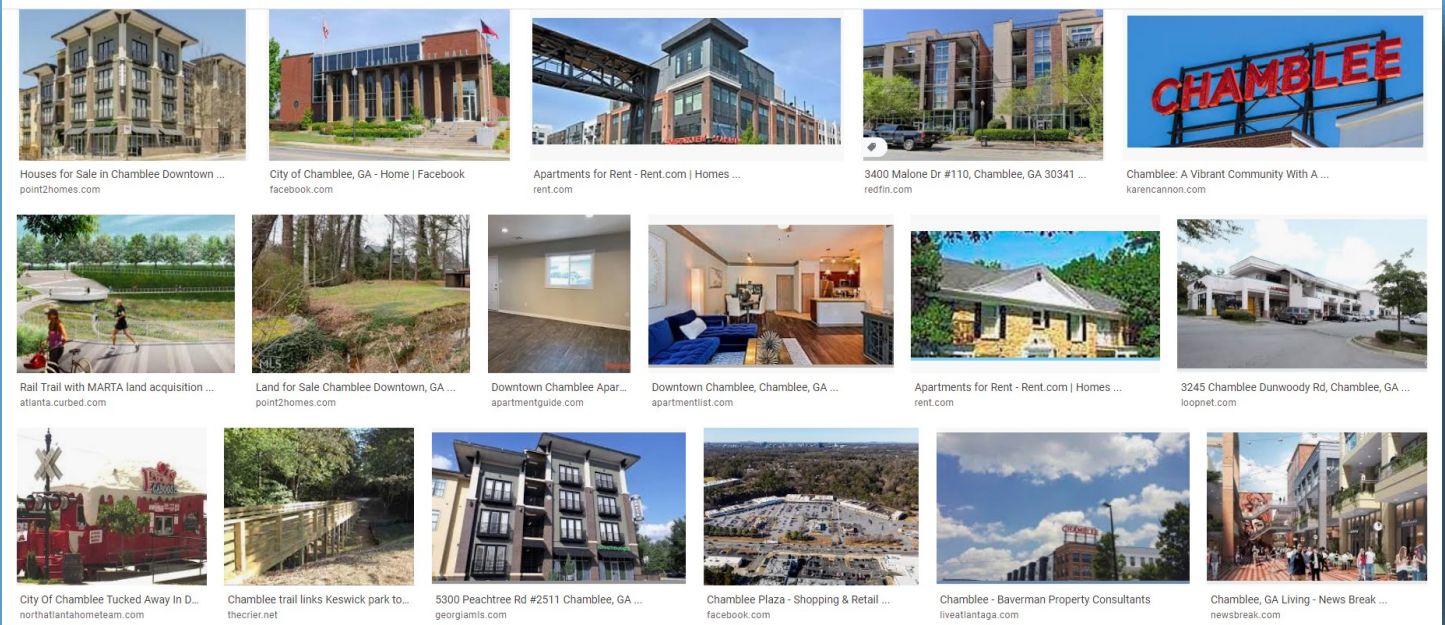 CHAMBLEE
Houses for Sale in Chamblee Downtown ...
point2homes.com
City of Chamblee, GA - Home | Facebook
facebook.com
Apartments for Rent - Rent.com | Homes ...
rent.com
3400 Malone Dr #110, Chamblee, GA 30341 ...
redfin.com
Chamblee: A Vibrant Community With A ...
karencannon.com
MLS
Rail Trail with MARTA land acquisition ...
atlanta.curbed.com
Land for Sale Chamblee Downtown, GA ...
point2homes.com
Downtown Chamblee Apar...
apartmentguide.com
Downtown Chamblee, Chamblee, GA ...
apartmentlist.com
Apartments for Rent - Rent.com | Homes ...
rent.com
3245 Chamblee Dunwoody Rd, Chamblee, GA ...
loopnet.com
CHAMBLEE
City Of Chamblee Tucked Away In D...
northatlantahometeam.com
Chamblee trail links Keswick park to...
thecrier.net
5300 Peachtree Rd #2511 Chamblee, GA ...
georgiamls.com
Chamblee Plaza - Shopping & Retail ...
facebook.com
Chamblee - Baverman Property Consultants
liveatlantaga.com
Chamblee, GA Living - News Break ...
newsbreak.com